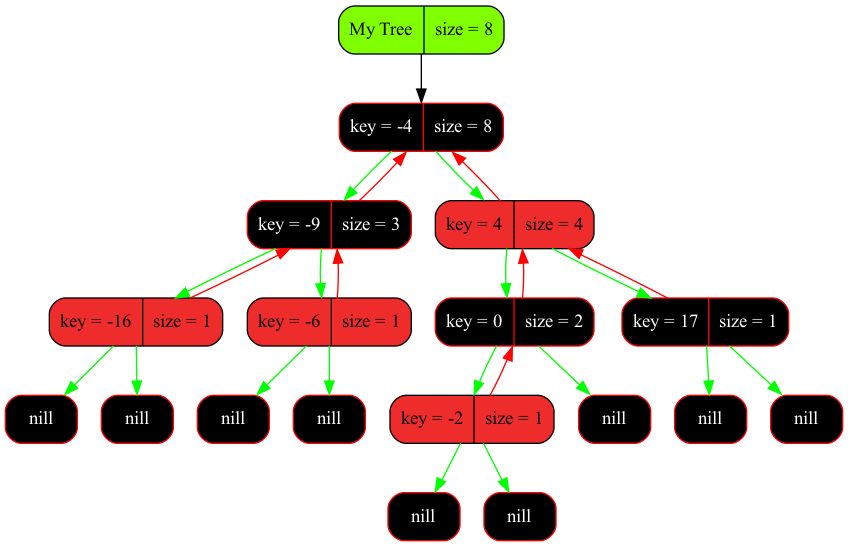 My Tree size = 8
key = -4 size = 8
key = -9 size = 3
key = 4 size = 4
key = -16 size = 1
key = -6 size = 1
key = 0 size = 2
key = 17 size = 1
nill
nill
nill
nill
key = -2 size = 1
nill
nill
nill
nill
nill